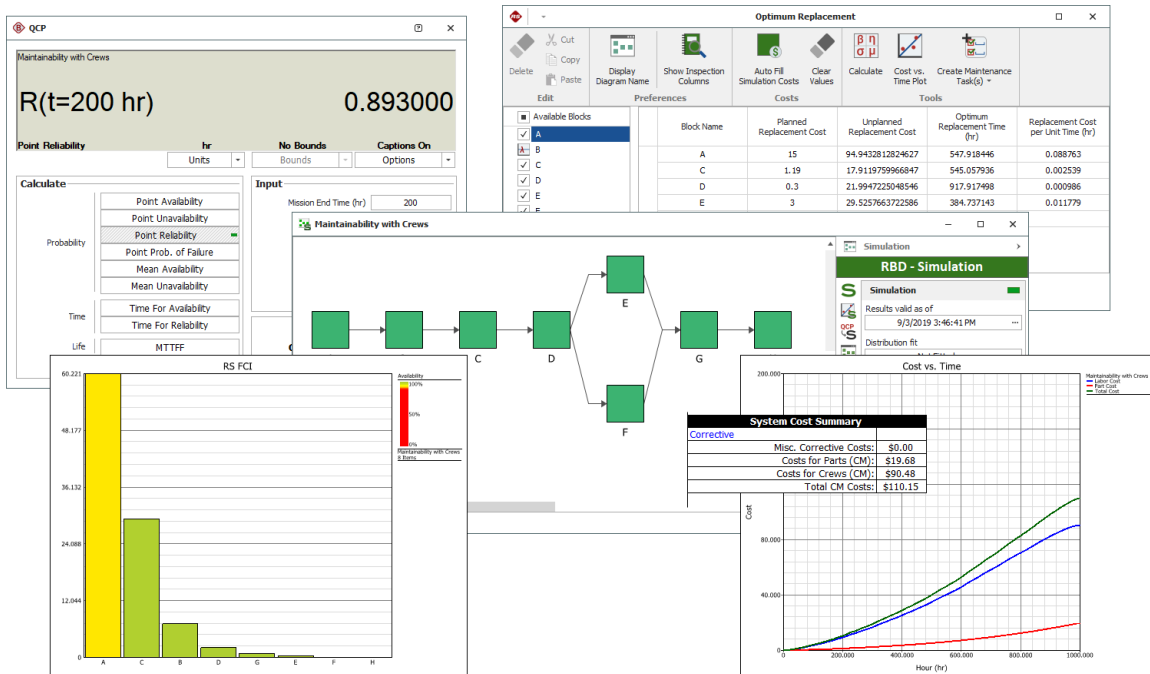 QCP
Maintainability with Crews
R(t=200 hr) 0.893000
Point Reliability hr No Bounds Captions On
Units Bounds Options
Calculate
Probability
Point Availability
Point Unavailability
Point Reliability
Point Prob. of Failure
Mean Availability
Mean Unavailability
Time
Time For Availability
Time For Reliability
Life
MTTFF
Input
Mission End Time (hr) 200
Optimum Replacement
Delete
Cut
Copy
Paste
Edit
Display Diagram Name
Show Inspection Columns
Preferences
Auto Fill Simulation Costs
Clear Values
Costs
Calculate
Cost vs. Time Plot
Create Maintenance Task(s)
Tools
Available Blocks
A
B
C
D
E
Block Name Planned Replacement Cost Unplanned Replacement Cost Optimum Replacement Time (hr) Replacement Cost per Unit Time (hr)
A 15 94.9432812824627 547.918446 0.088763
C 1.19 17.9119759966847 545.057936 0.002539
D 0.3 21.9947225048546 917.917498 0.000986
E 3 29.5257663722586 384.737143 0.011779
Maintainability with Crews
C
D
E
F
G
Simulation
RBD - Simulation
Simulation
Results valid as of
9/3/2019 3:46:41 PM
Distribution fit
QCP
RS FCI
60.221
48.177
36.132
24.088
12.044
0
A C B D G E F H
Availability
100%
50%
0%
Maintainability with Crews
8 Items
Cost vs. Time
Maintainability with Crews
Labor Cost
Part Cost
Total Cost
200.000
80.000
40.000
0.000
Cost
0 200.000 400.000 600.000 800.000 1000.000
Hour (hr)
System Cost Summary
Corrective
Misc. Corrective Costs: $0.00
Costs for Parts (CM): $19.68
Costs for Crews (CM): $90.48
Total CM Costs: $110.15